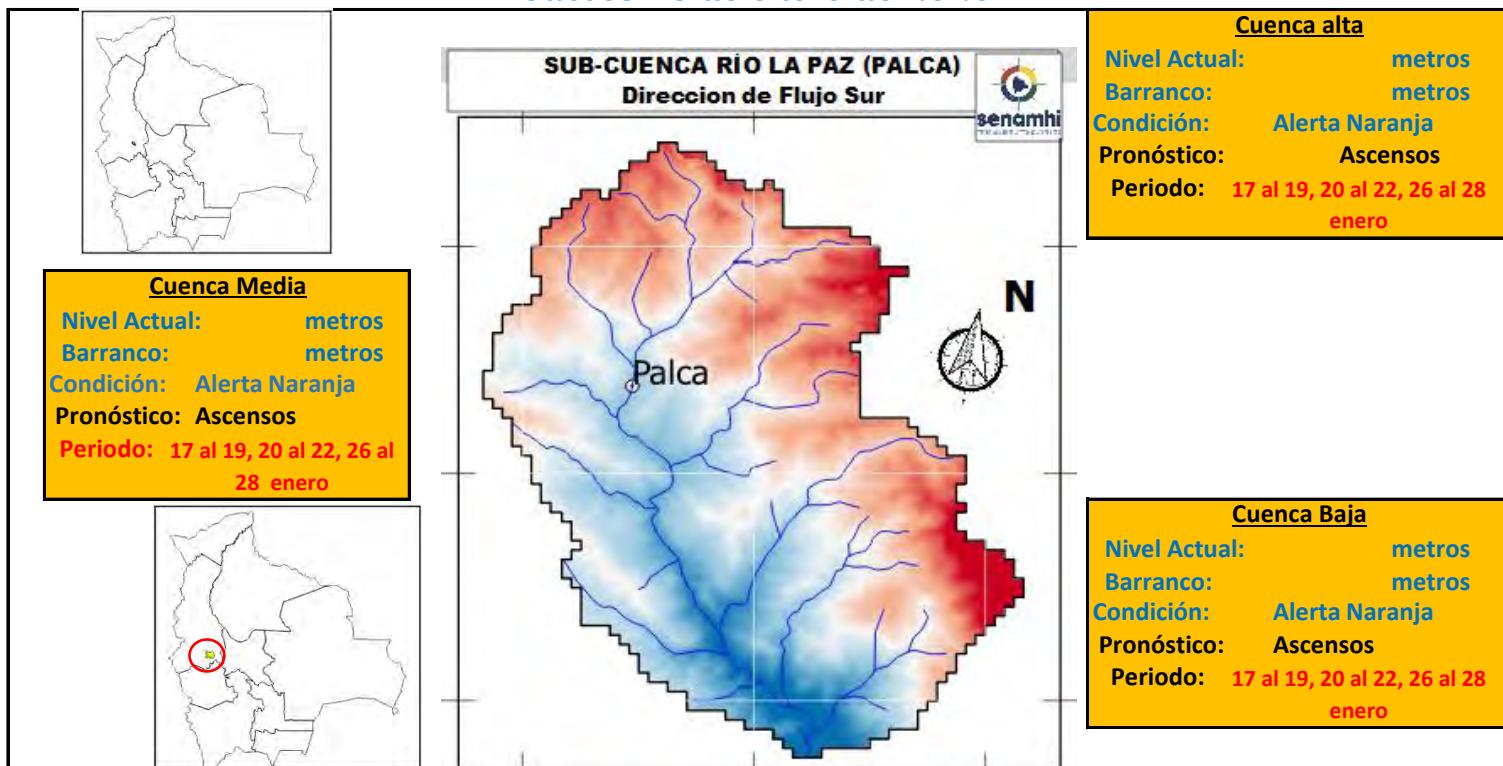 SUB-CUENCA RÍO LA PAZ (PALCA)
Direccion de Flujo Sur
senamhi
Cuenca alta
Nivel Actual: metros
Barranco: metros
Condición: Alerta Naranja
Pronóstico: Ascensos
Periodo: 17 al 19, 20 al 22, 26 al 28
enero
Cuenca Media
Nivel Actual: metros
Barranco: metros
Condición: Alerta Naranja
Pronóstico: Ascensos
Periodo: 17 al 19, 20 al 22, 26 al
28 enero
N
Palca
Cuenca Baja
Nivel Actual: metros
Barranco: metros
Condición: Alerta Naranja
Pronóstico: Ascensos
Periodo: 17 al 19, 20 al 22, 26 al 28
enero